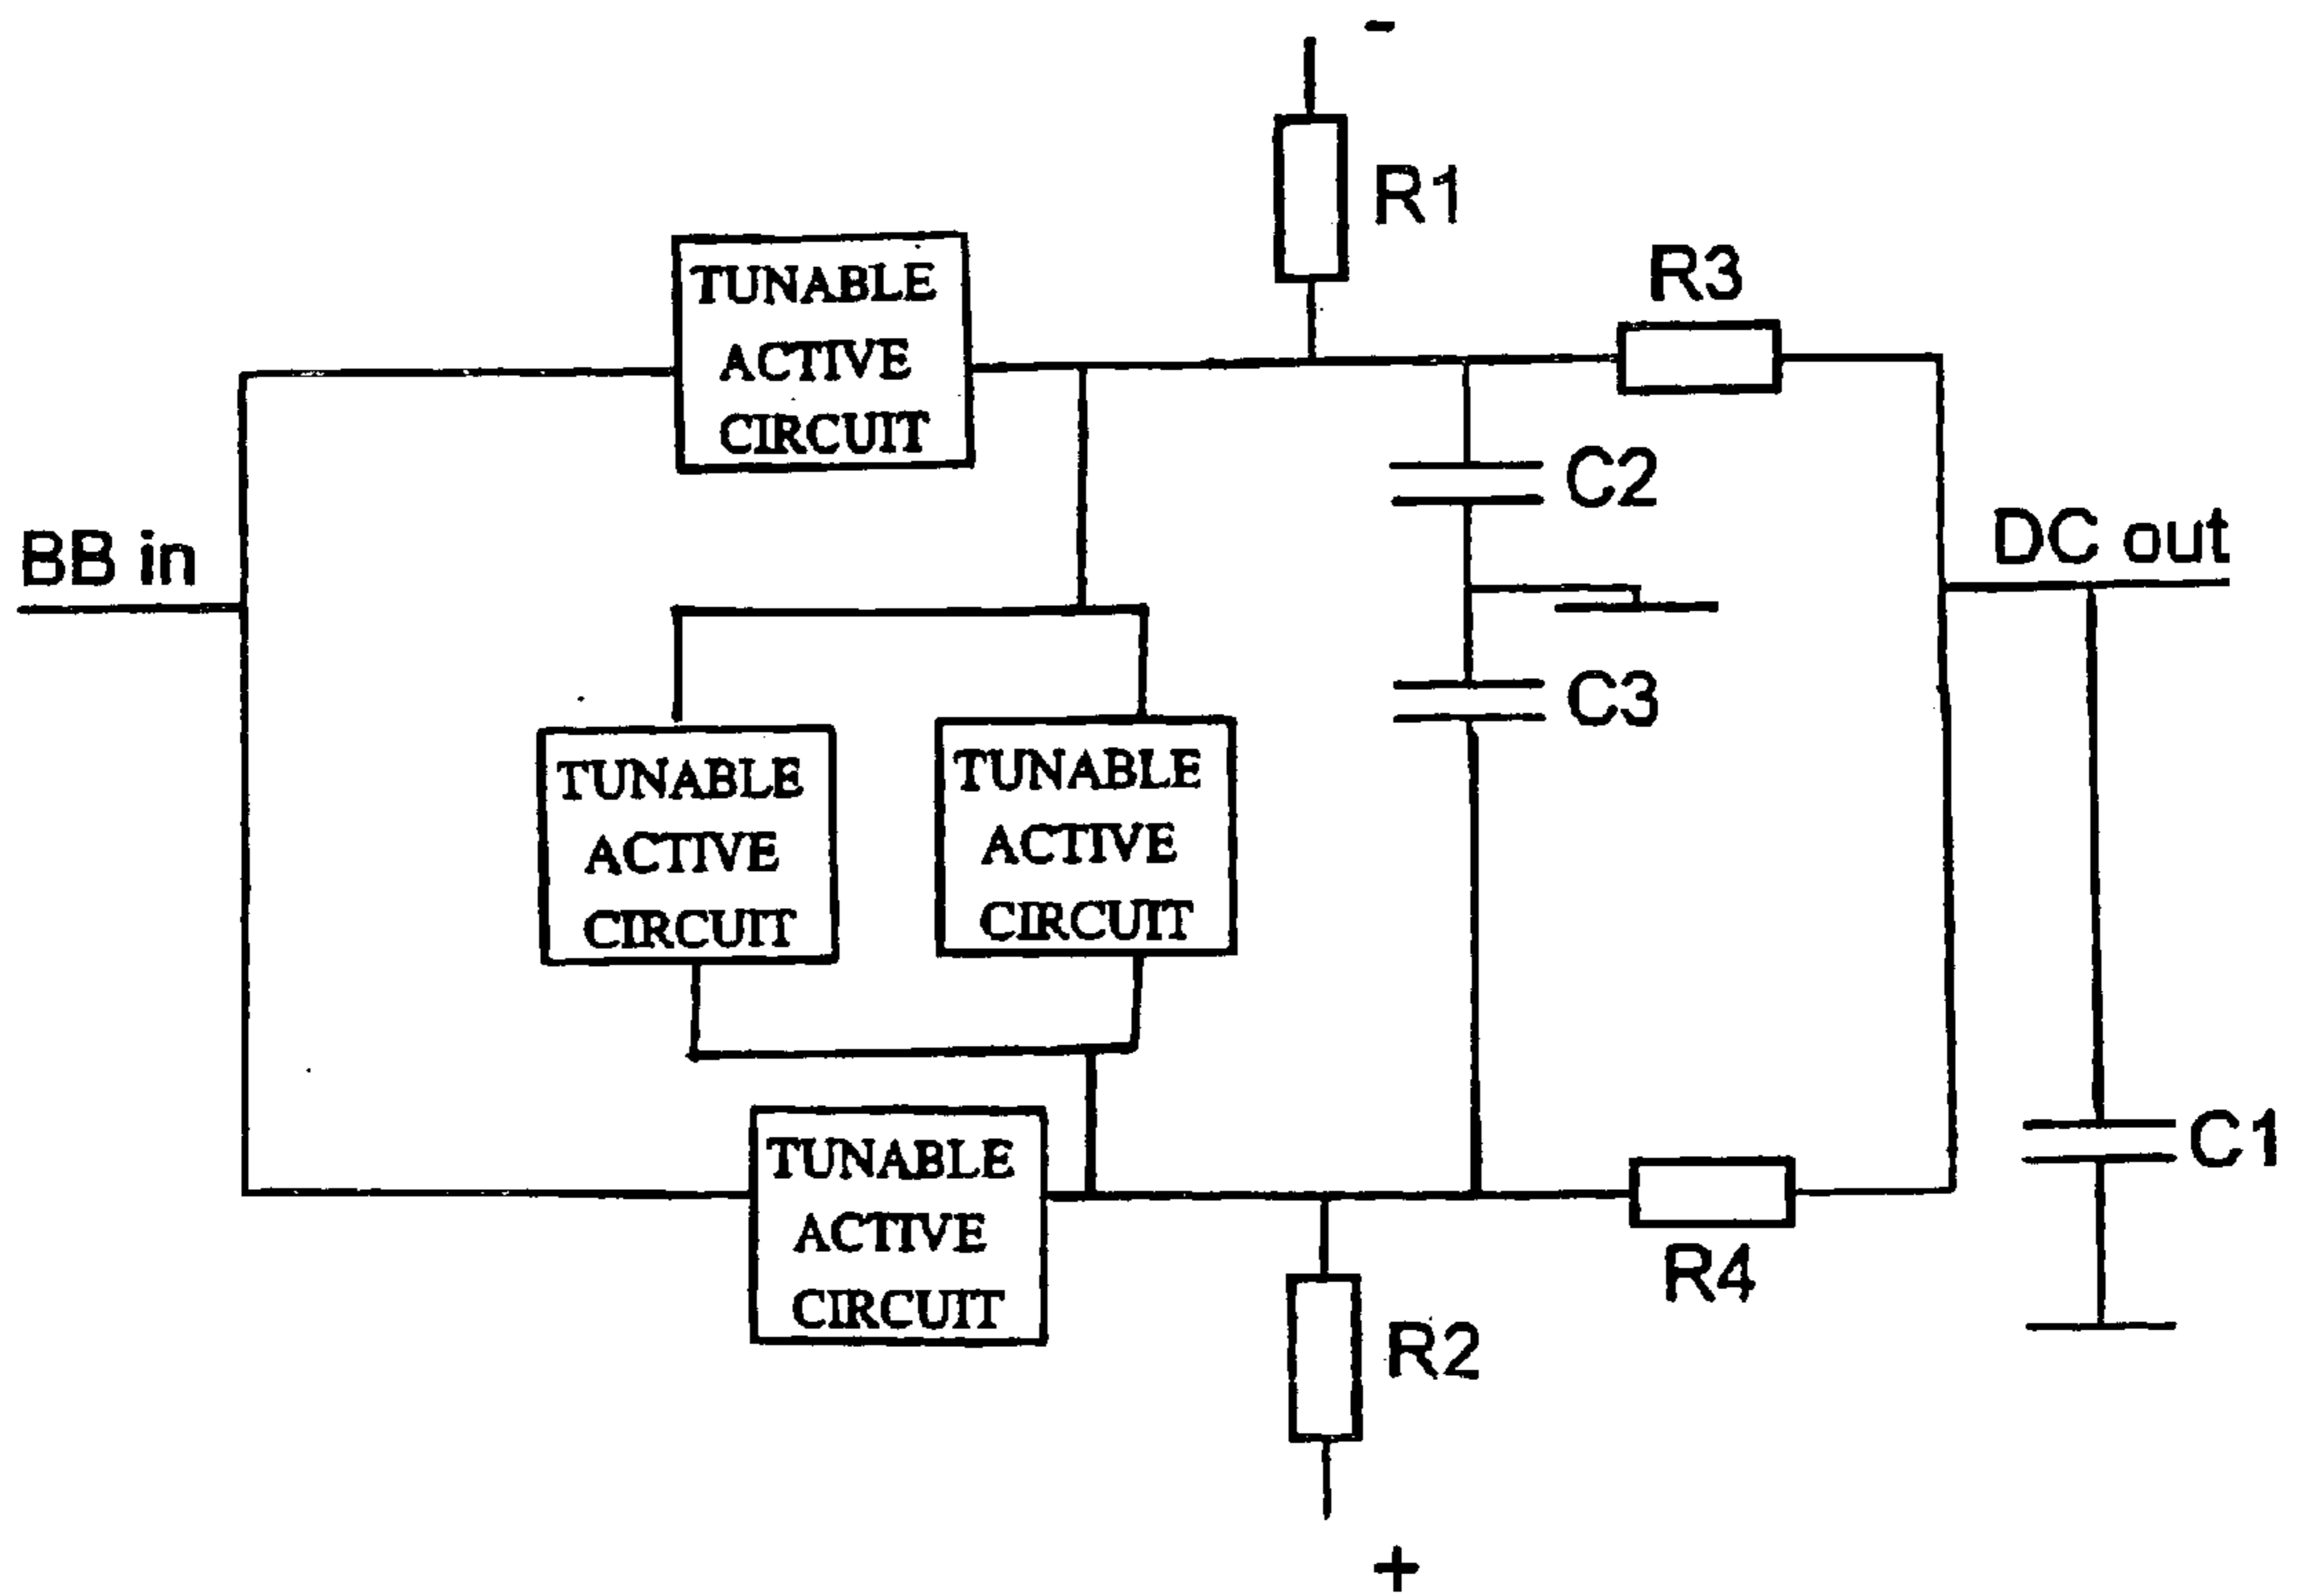 -
R1
R3
TUNABLE
ACTIVE
CIRCUIT
C2
BB in
DC out
C3
TUNABLE
ACTIVE
CIRCUIT
TUNABLE
ACTIVE
CIRCUIT
TUNABLE
ACTIVE
CIRCUIT
C1
R4
R2
+